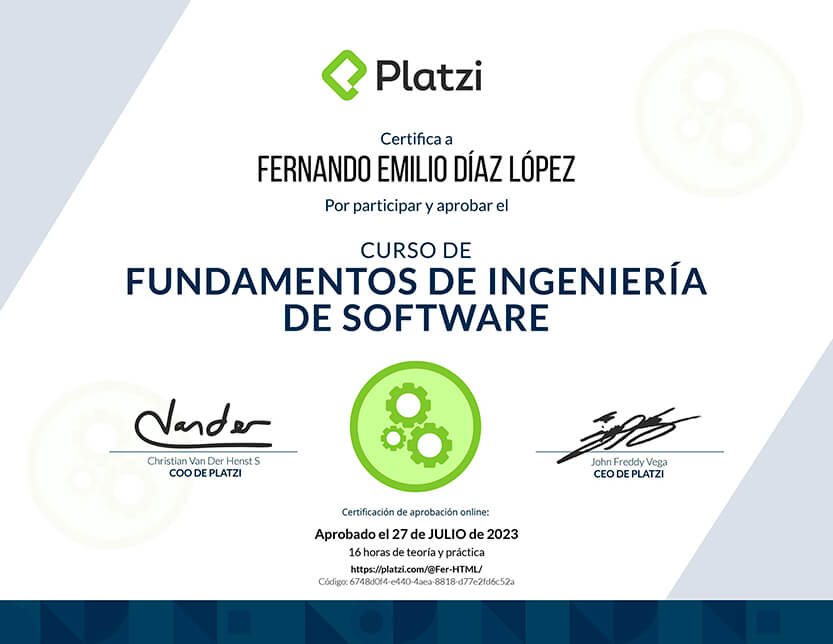 Platzi
Certifica a
FERNANDO EMILIO DÍAZ LÓPEZ
Por participar y aprobar el
CURSO DE
FUNDAMENTOS DE INGENIERÍA
DE SOFTWARE
Vander
Christian Van Der Henst S
COO DE PLATZI
John Freddy Vega
CEO DE PLATZI
Certificación de aprobación online:
Aprobado el 27 de JULIO de 2023
16 horas de teoría y práctica
https://platzi.com/@Fer-HTML/
Código: 6748d0f4-e440-4aea-8818-d77e2fd6c52a